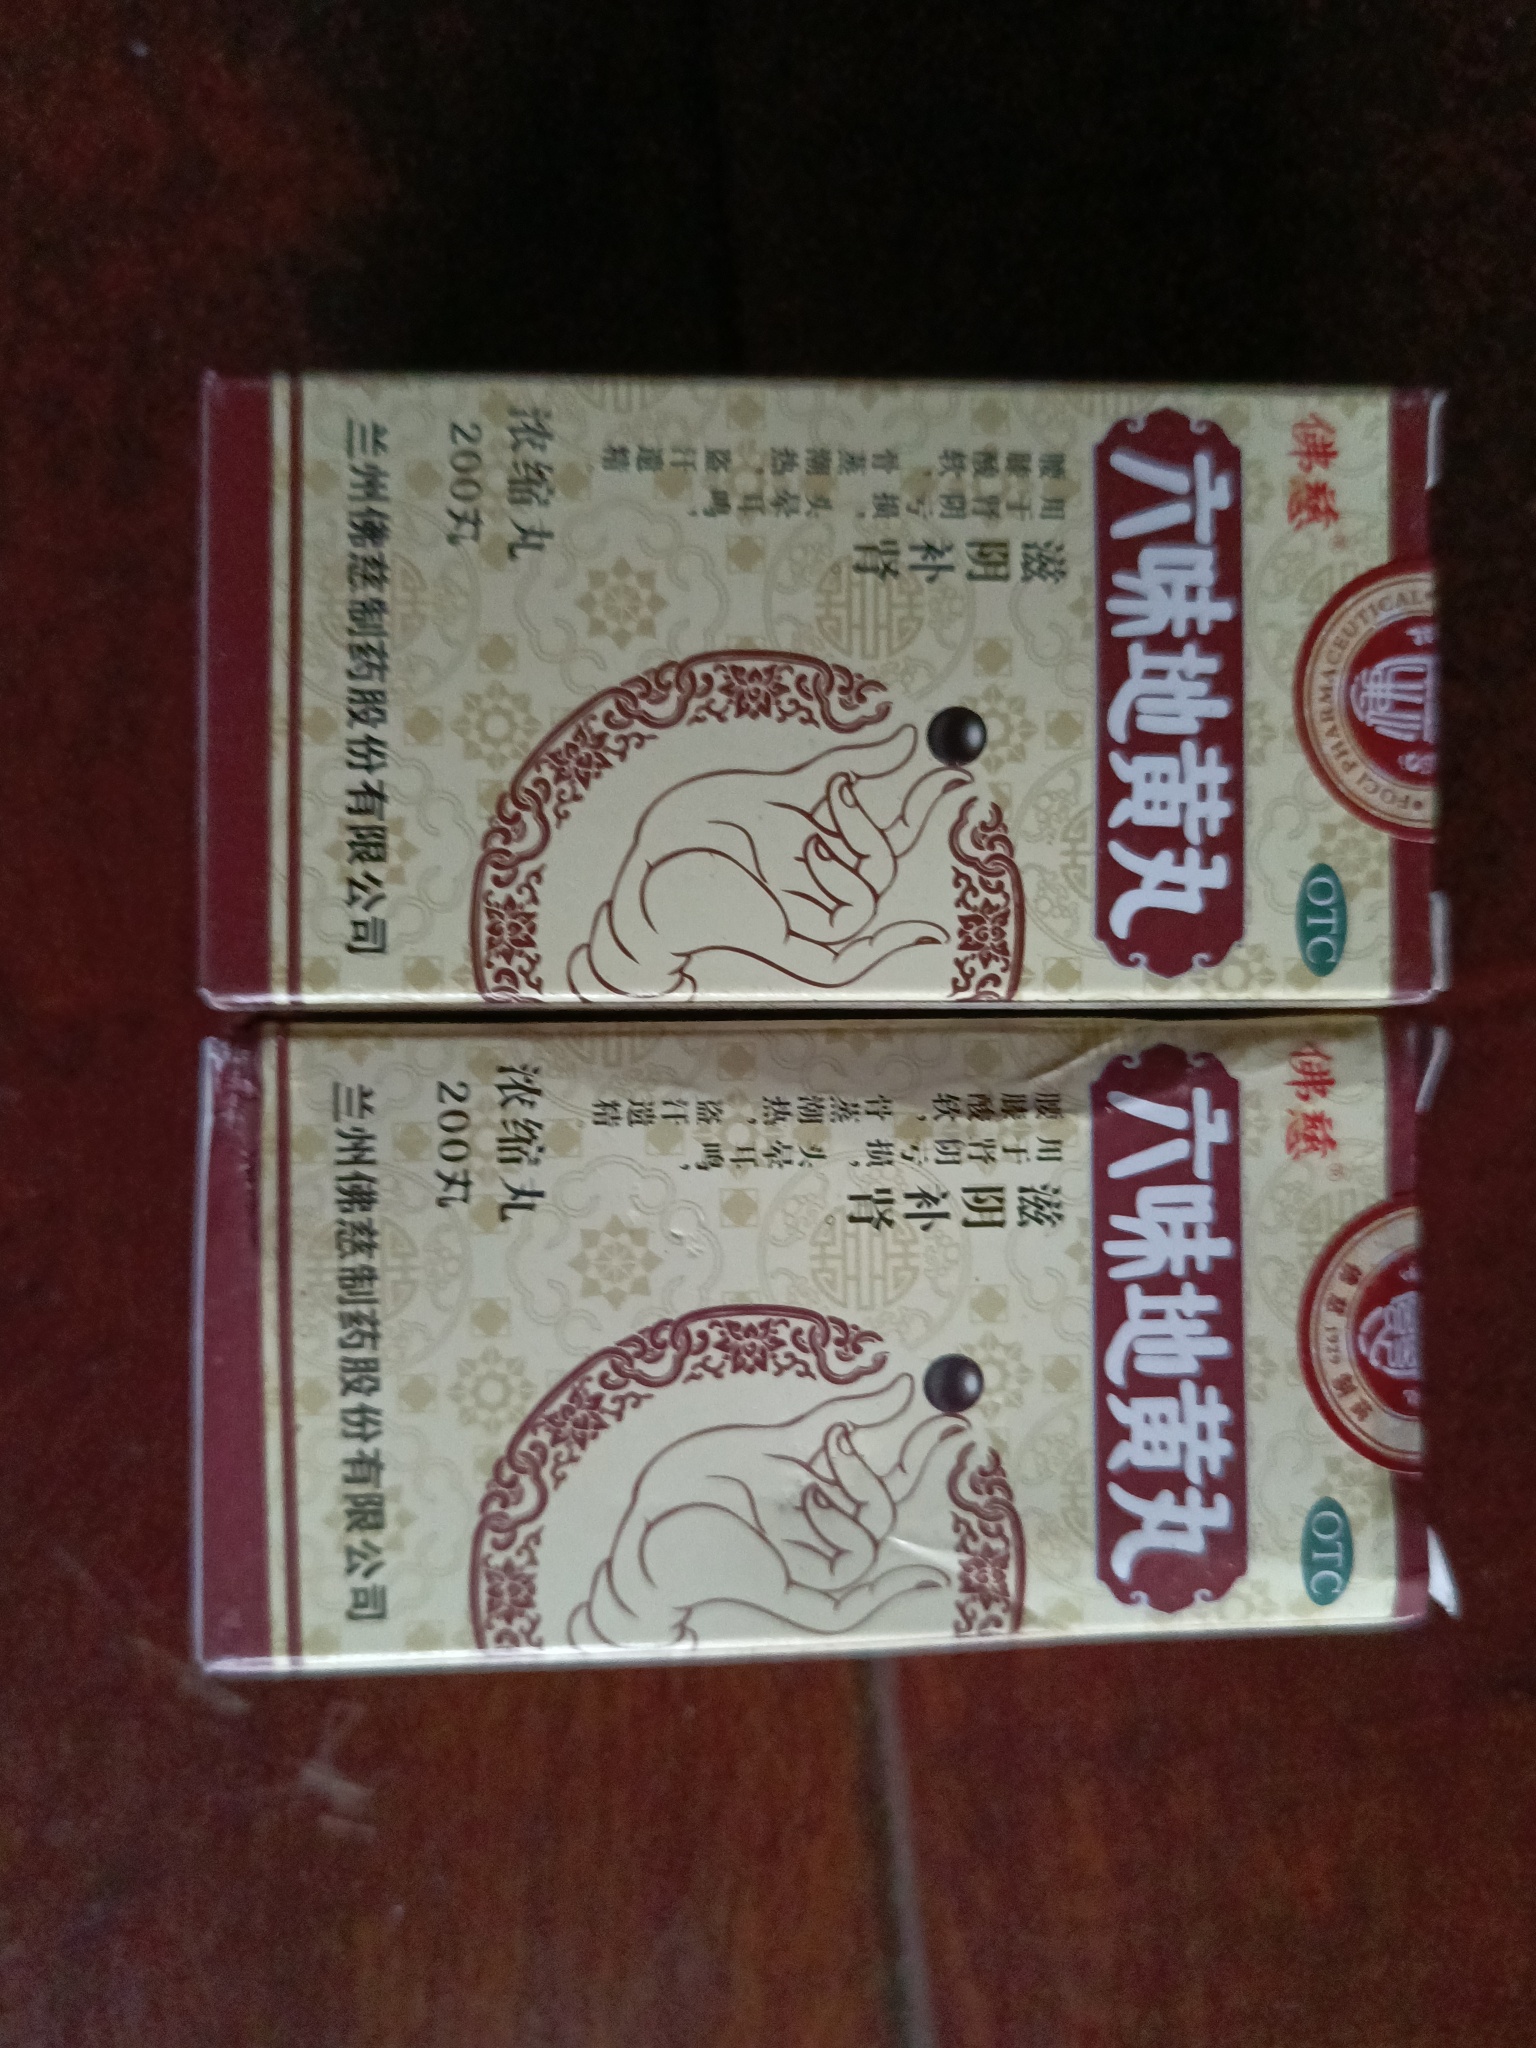 佛慈®
OTC
FOCI PHARMACEUTICAL
六味地黄丸
滋阴补肾
用于肾阴亏损,头晕耳鸣,
腰膝酸软,骨蒸潮热,盗汗遗精
浓缩丸
200丸
兰州佛慈制药股份有限公司
佛慈®
OTC
1929
六味地黄丸
滋阴补肾
用于肾阴亏损,头晕耳鸣,
腰膝酸软,骨蒸潮热,盗汗遗精
浓缩丸
200丸
兰州佛慈制药股份有限公司